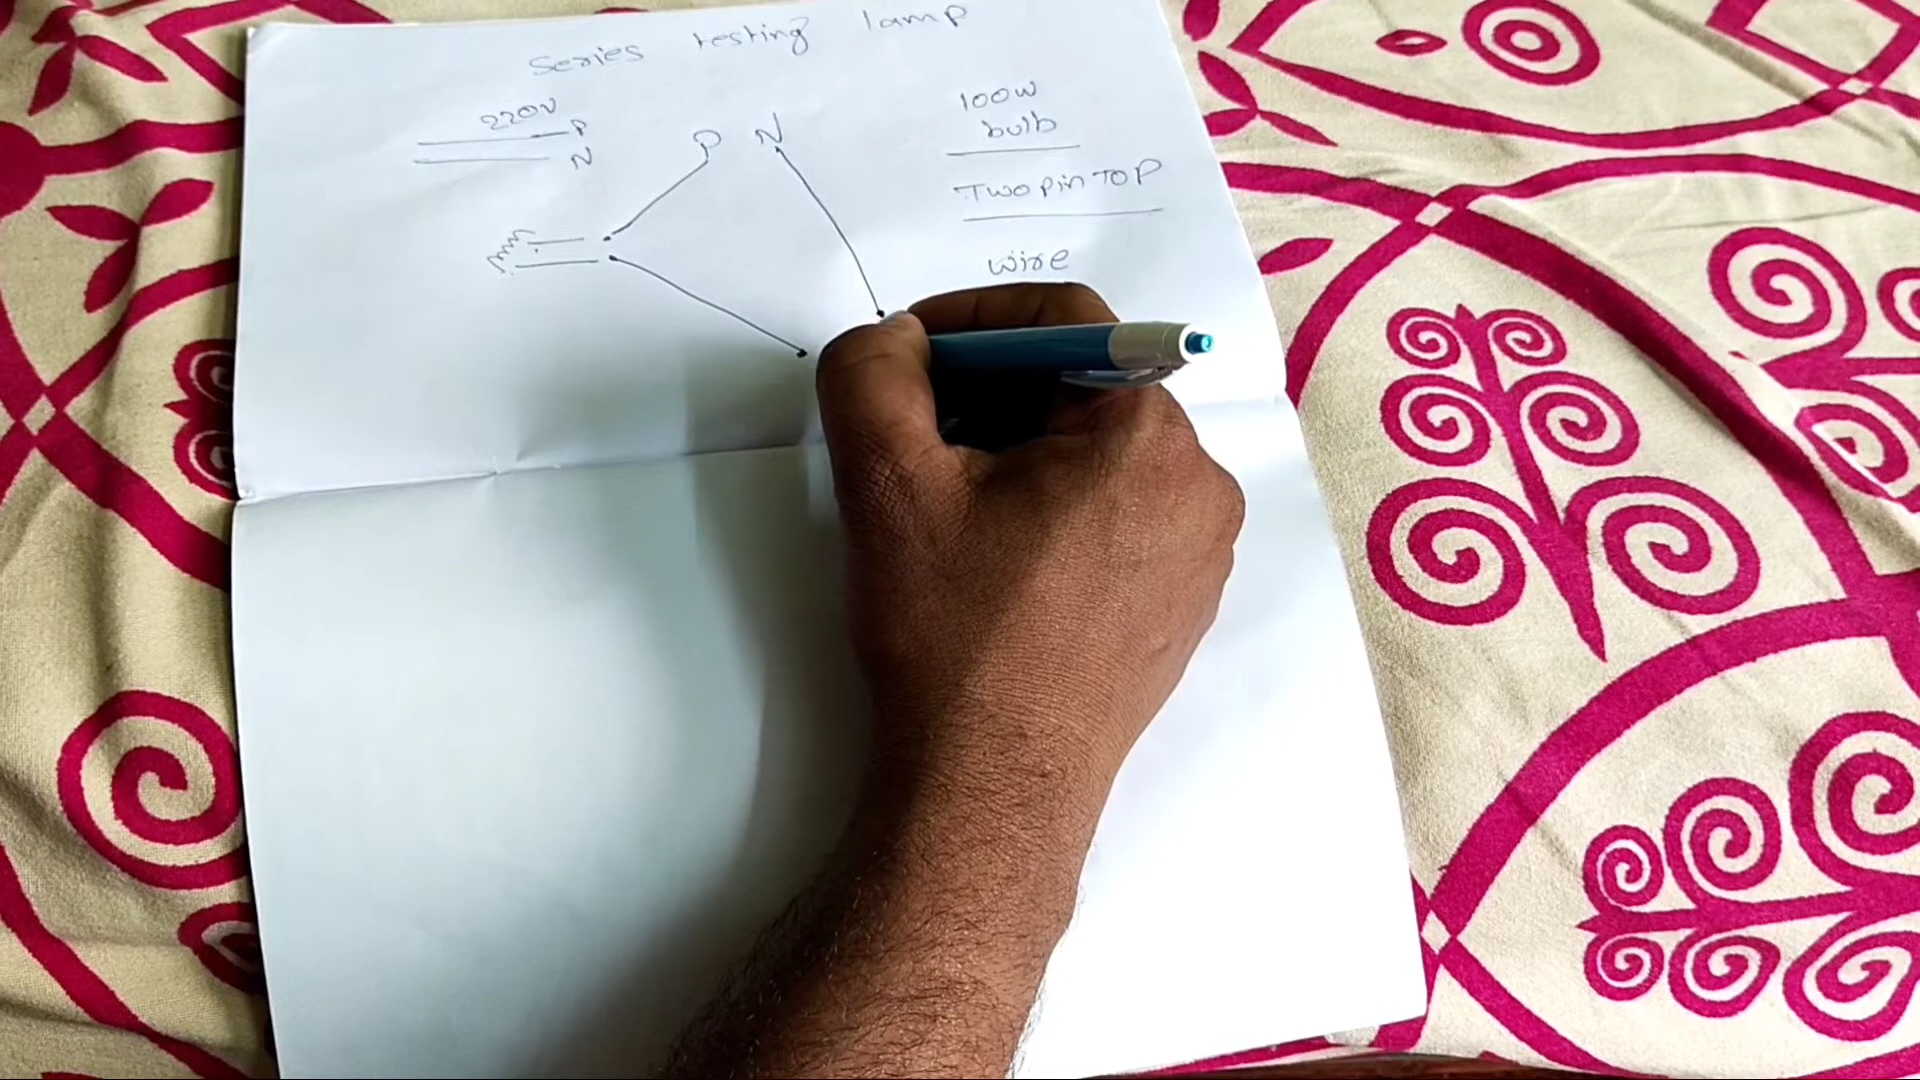 Series testing lamp
220V
P
N
P N
100W
bulb
Two pin Top
wire